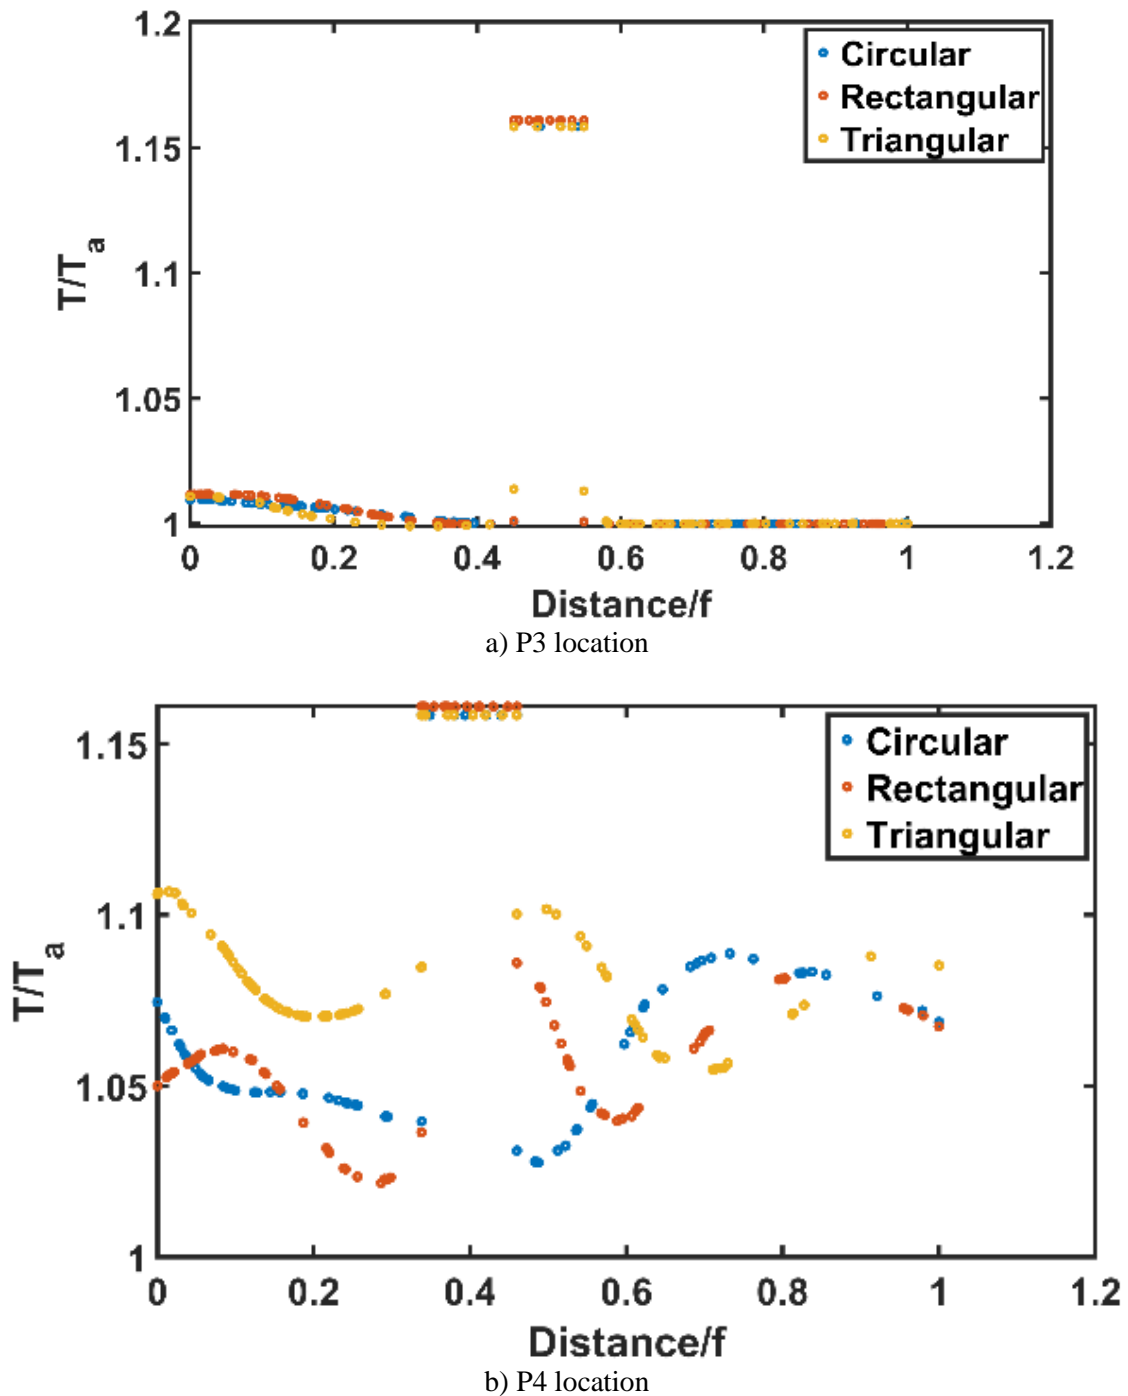 1.2
1.15
1.1
1.05
1
T/Ta
Circular
Rectangular
Triangular
0 0.2 0.4 0.6 0.8 1 1.2
Distance/f
a) P3 location
1.15
1.1
1.05
1
T/Ta
Circular
Rectangular
Triangular
0 0.2 0.4 0.6 0.8 1 1.2
Distance/f
b) P4 location